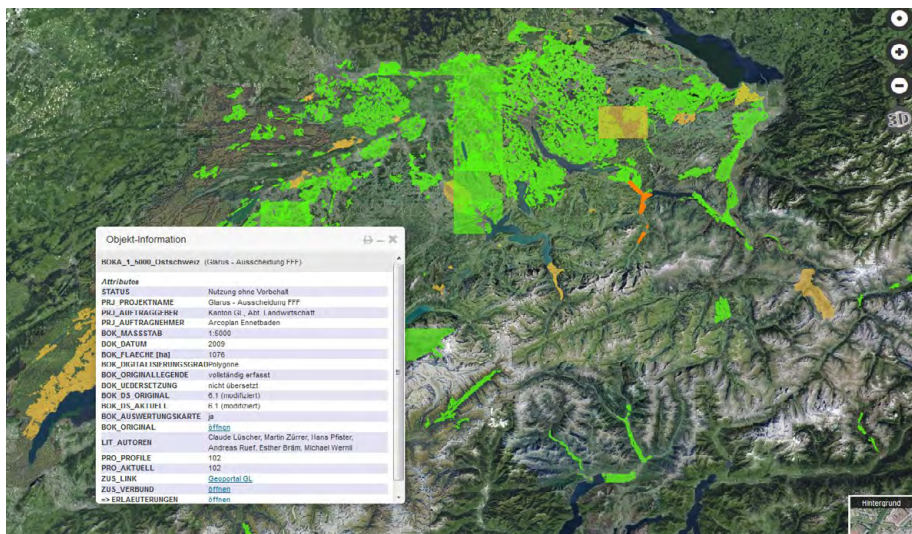 3D
Objekt-Information
BOKA_1_5000_Ostschweiz (Glarus - Ausscheidung FFF)
Attributes
STATUS Nutzung ohne Vorbehalt
PRJ_PROJEKTNAME Glarus - Ausscheidung FFF
PRJ_AUFTRAGGEBER Kanton GL, Abt. Landwirtschaft
PRJ_AUFTRAGNEHMER Arcoplan Ennetbaden
BOK_MASSSTAB 1:5000
BOK_DATUM 2009
BOK_FLAECHE [ha] 1076
BOK_DIGITALISIERUNGSGRAD Polygone
BOK_ORIGINALLEGENDE vollständig erfasst
BOK_UEBERSETZUNG nicht übersetzt
BOK_DS_ORIGINAL 6.1 (modifiziert)
BOK_DS_AKTUELL 6.1 (modifiziert)
BOK_AUSWERTUNGSKARTE ja
BOK_ORIGINAL öffnen
LIT_AUTOREN Claude Lüscher, Martin Zürrer, Hans Pfister,
Andreas Ruef, Esther Bräm, Michael Wernli
PRO_PROFILE 102
PRO_AKTUELL 102
ZUS_LINK Geoportal GL
ZUS_VERBUND öffnen
=> ERLAEUTERUNGEN öffnen
Hintergrund